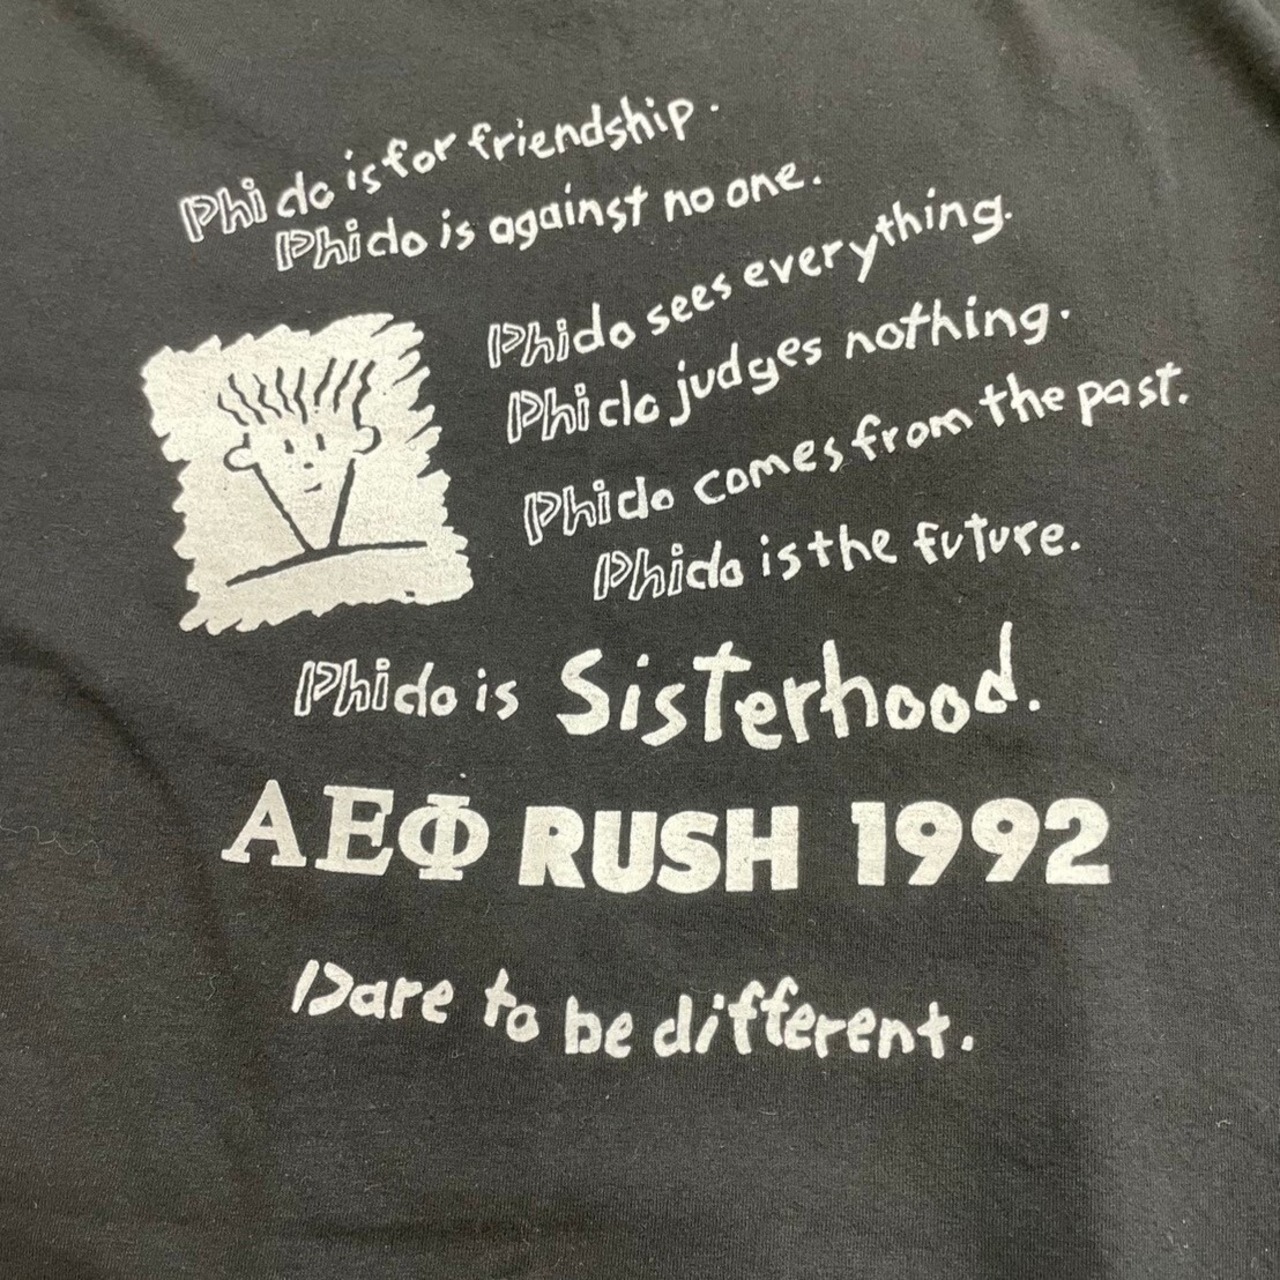 Phido is for friendship.
Phido is against no one.
Phido sees everything.
Phido judges nothing.
Phido comes from the past.
Phido is the future.
Phido is Sisterhood.
ΑΕΦ RUSH 1992
Dare to be different.